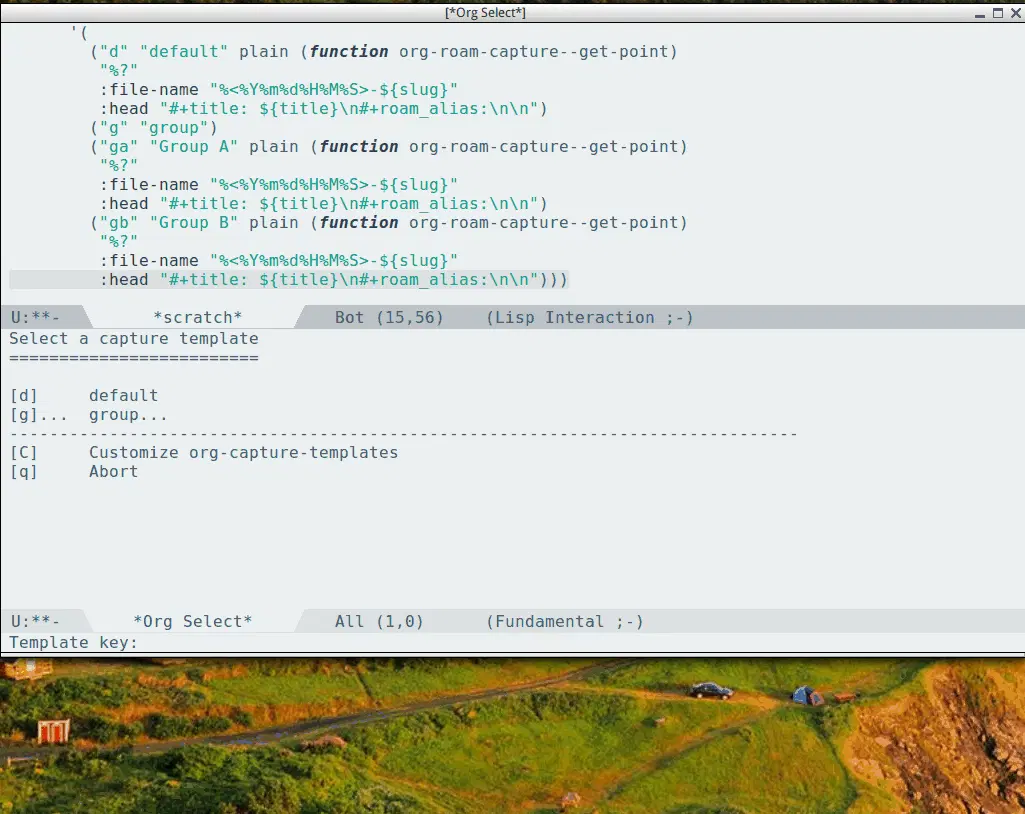 [*Org Select*]
'(
("d" "default" plain (function org-roam-capture--get-point)
"%?"
:file-name "%<%Y%m%d%H%M%S>-${slug}"
:head "#+title: ${title}\n#+roam_alias:\n\n")
("g" "group")
("ga" "Group A" plain (function org-roam-capture--get-point)
"%?"
:file-name "%<%Y%m%d%H%M%S>-${slug}"
:head "#+title: ${title}\n#+roam_alias:\n\n")
("gb" "Group B" plain (function org-roam-capture--get-point)
"%?"
:file-name "%<%Y%m%d%H%M%S>-${slug}"
:head "#+title: ${title}\n#+roam_alias:\n\n")))
U:**- *scratch* Bot (15,56) (Lisp Interaction ;-)
Select a capture template
=========================
[d] default
[g]... group...
-------------------------------------------------------------------------------
[C] Customize org-capture-templates
[q] Abort
U:**- *Org Select* All (1,0) (Fundamental ;-)
Template key: